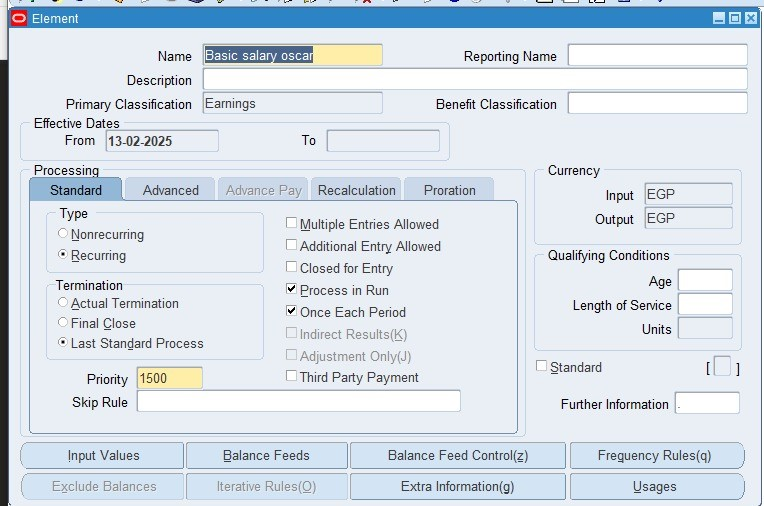 Element
Name Basic salary oscar Reporting Name
Description
Primary Classification Earnings Benefit Classification
Effective Dates
From 13-02-2025 To
Processing
Standard Advanced Advance Pay Recalculation Proration
Type
Nonrecurring
Recurring
Termination
Actual Termination
Final Close
Last Standard Process
Priority 1500
Skip Rule
Multiple Entries Allowed
Additional Entry Allowed
Closed for Entry
Process in Run
Once Each Period
Indirect Results(K)
Adjustment Only(J)
Third Party Payment
Currency
Input EGP
Output EGP
Qualifying Conditions
Age
Length of Service
Units
Standard [ ]
Further Information .
Input Values Balance Feeds Balance Feed Control(z) Frequency Rules(q)
Exclude Balances Iterative Rules(O) Extra Information(g) Usages